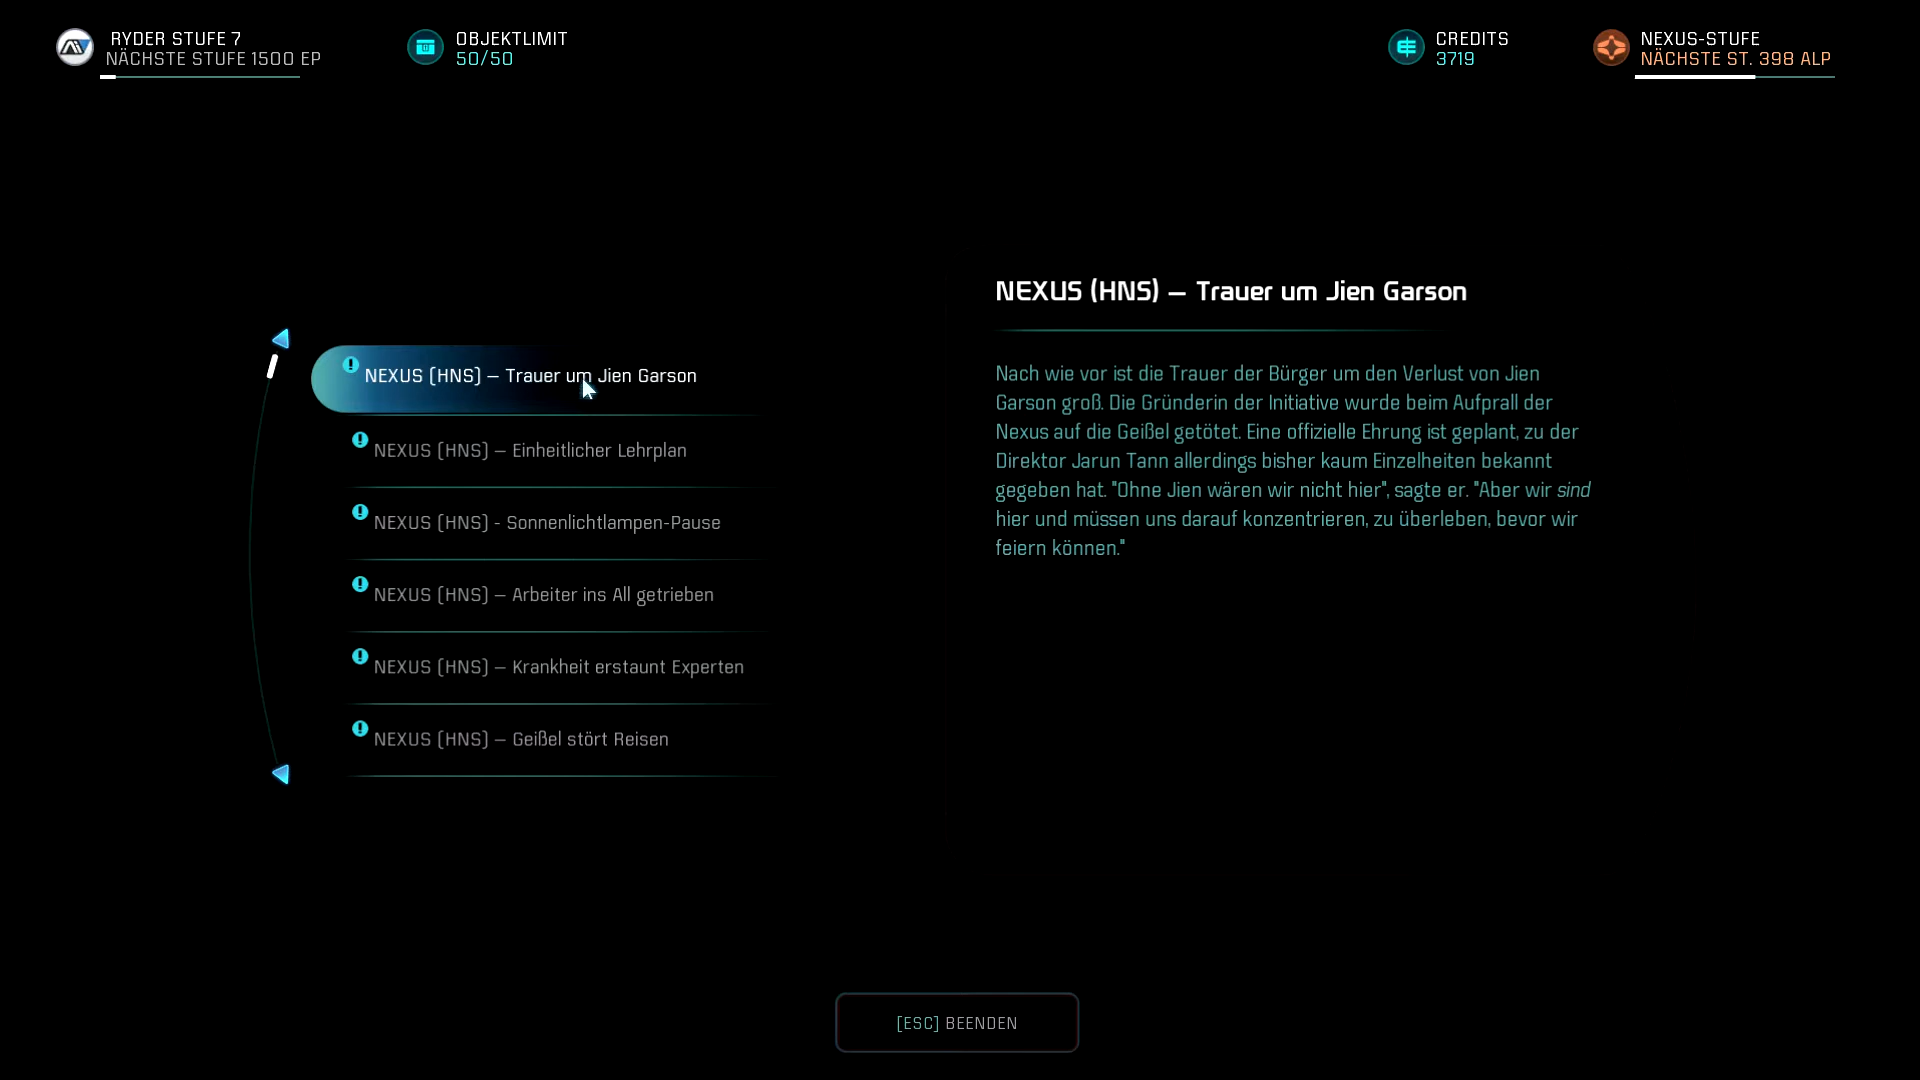 RYDER STUFE 7
NÄCHSTE STUFE 1500 EP
OBJEKTLIMIT
50/50
CREDITS
3719
NEXUS-STUFE
NÄCHSTE ST. 398 ALP
NEXUS (HNS) – Trauer um Jien Garson
NEXUS (HNS) – Einheitlicher Lehrplan
NEXUS (HNS) - Sonnenlichtlampen-Pause
NEXUS (HNS) – Arbeiter ins All getrieben
NEXUS (HNS) – Krankheit erstaunt Experten
NEXUS (HNS) – Geißel stört Reisen
NEXUS (HNS) – Trauer um Jien Garson
Nach wie vor ist die Trauer der Bürger um den Verlust von Jien
Garson groß. Die Gründerin der Initiative wurde beim Aufprall der
Nexus auf die Geißel getötet. Eine offizielle Ehrung ist geplant, zu der
Direktor Jarun Tann allerdings bisher kaum Einzelheiten bekannt
gegeben hat. "Ohne Jien wären wir nicht hier", sagte er. "Aber wir sind
hier und müssen uns darauf konzentrieren, zu überleben, bevor wir
feiern können."
[ESC] BEENDEN